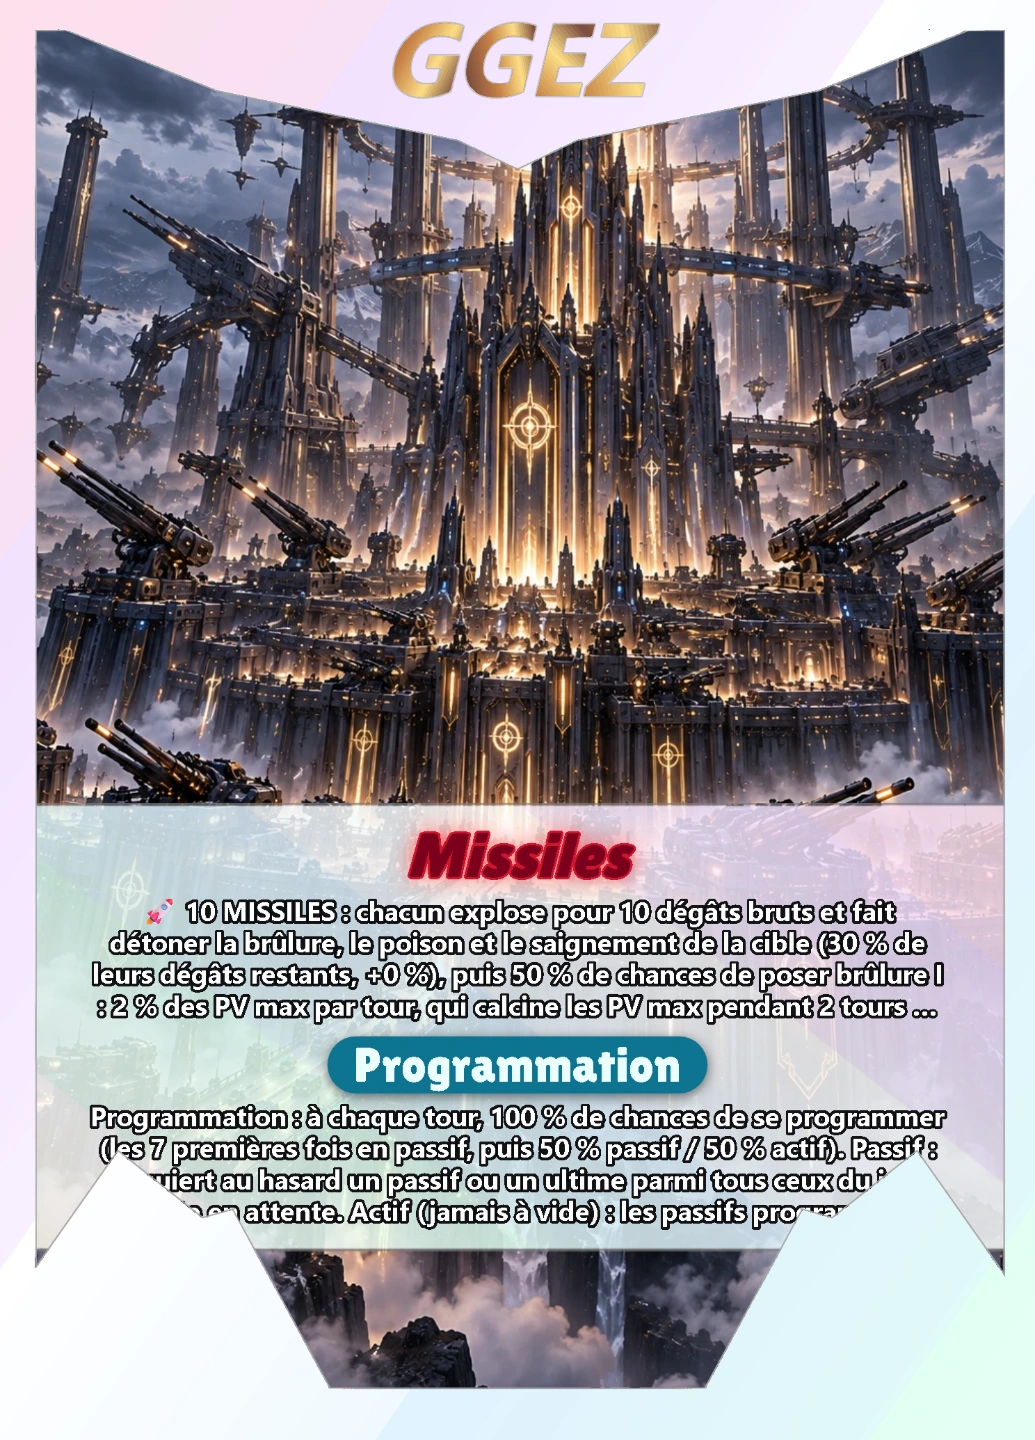 GGEZ
Missiles
🚀 10 MISSILES : chacun explose pour 10 dégâts bruts et fait
détoner la brûlure, le poison et le saignement de la cible (30 % de
leurs dégâts restants, +0 %), puis 50 % de chances de poser brûlure I
: 2 % des PV max par tour, qui calcine les PV max pendant 2 tours ...
Programmation
Programmation : à chaque tour, 100 % de chances de se programmer
(les 7 premières fois en passif, puis 50 % passif / 50 % actif). Passif :
au hasard un passif ou un ultime parmi tous ceux du
en attente. Actif (jamais à vide) : les passifs